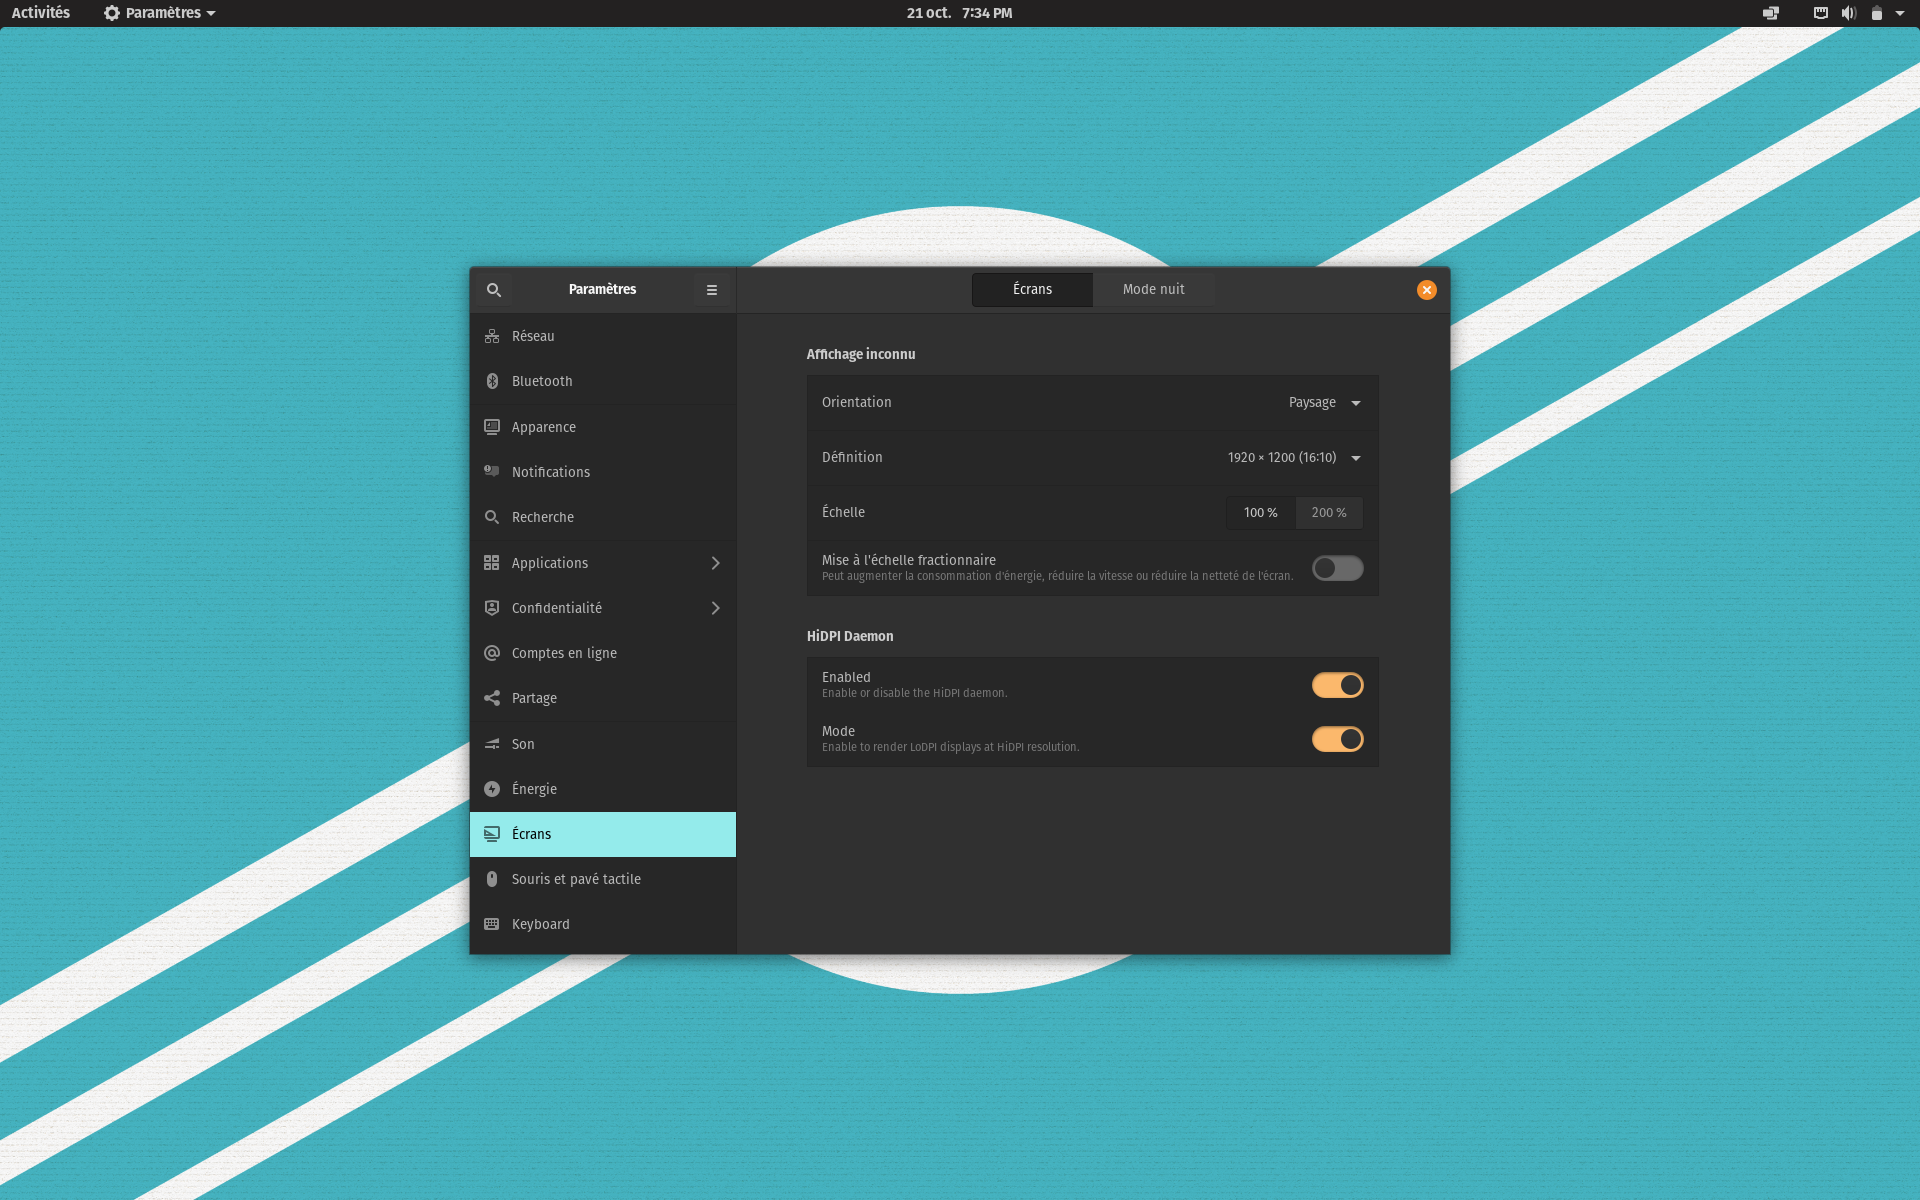 Activités
Paramètres
21 oct. 7:34 PM
Paramètres
Écrans
Mode nuit
Réseau
Bluetooth
Apparence
Notifications
Recherche
Applications
Confidentialité
Comptes en ligne
Partage
Son
Énergie
Écrans
Souris et pavé tactile
Keyboard
Affichage inconnu
Orientation
Paysage
Définition
1920 × 1200 (16:10)
Échelle
100 %
200 %
Mise à l'échelle fractionnaire
Peut augmenter la consommation d'énergie, réduire la vitesse ou réduire la netteté de l'écran.
HiDPI Daemon
Enabled
Enable or disable the HiDPI daemon.
Mode
Enable to render LoDPI displays at HiDPI resolution.